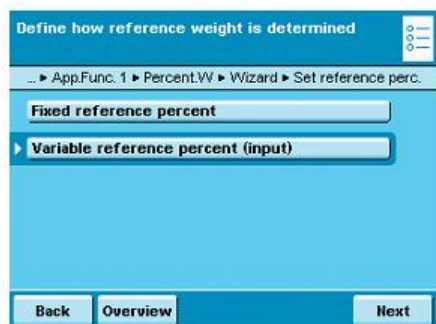 Define how reference weight is determined
... ▸ App.Func. 1 ▸ Percent.W ▸ Wizard ▸ Set reference perc.
Fixed reference percent
Variable reference percent (input)
Back Overview Next